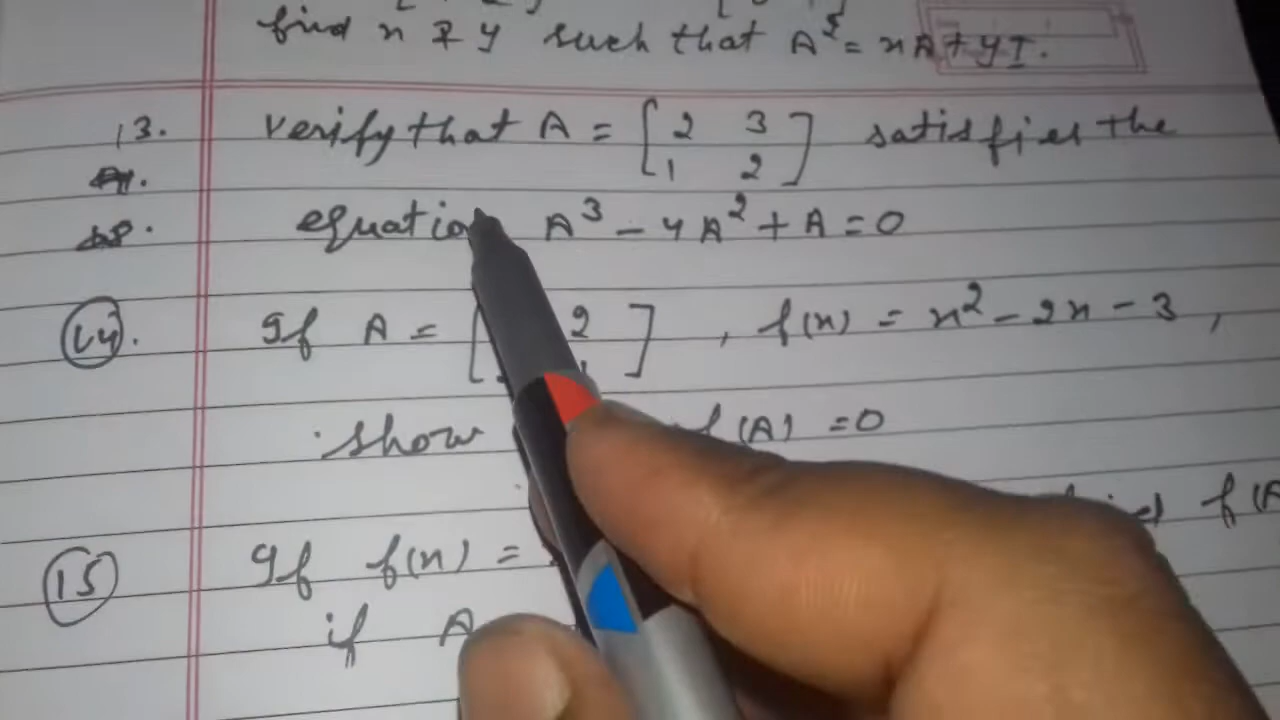 find x & y such that A² = xA + yI.
13. verify that A = [ 2 3 ] satisfies the
[ 1 2 ]
equation A³ - 4A² + A = 0
(14). If A = [ 2 ] , f(x) = x² - 2x - 3 ,
show f(A) = 0
(15) If f(x) = f(A
if A